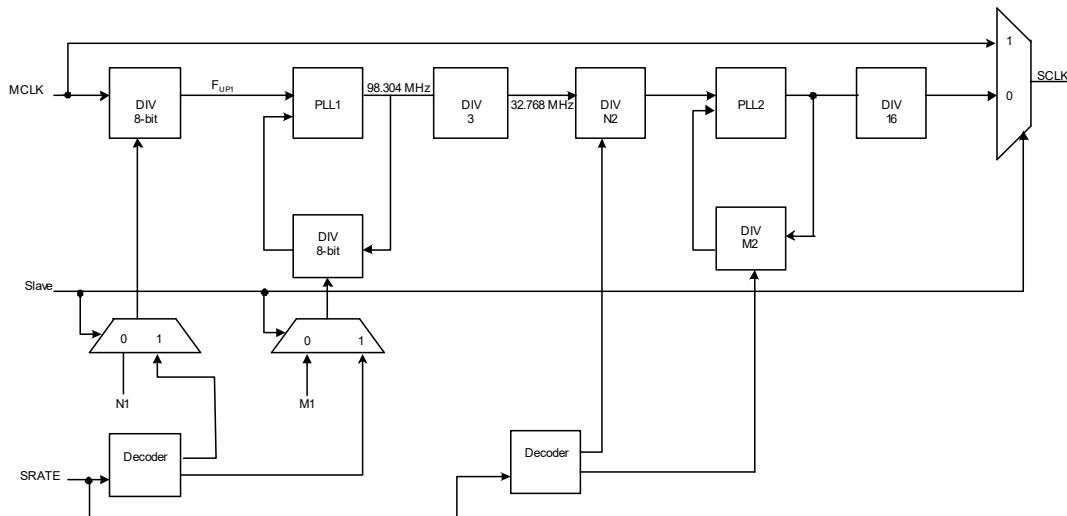 MCLK
DIV
8-bit
FUP1
PLL1
98.304 MHz
DIV
3
32.768 MHz
DIV
N2
PLL2
DIV
16
1
0
SCLK
DIV
8-bit
DIV
M2
Slave
0 1
0 1
N1
M1
Decoder
Decoder
SRATE